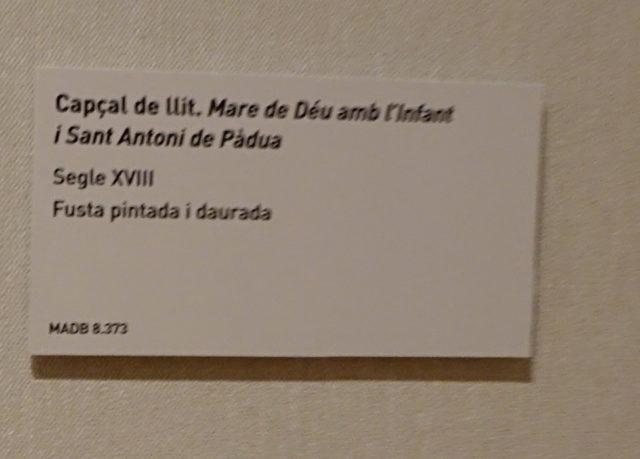 Capçal de llit. Mare de Déu amb l'Infant
i Sant Antoni de Pàdua
Segle XVIII
Fusta pintada i daurada
MADB 8.373